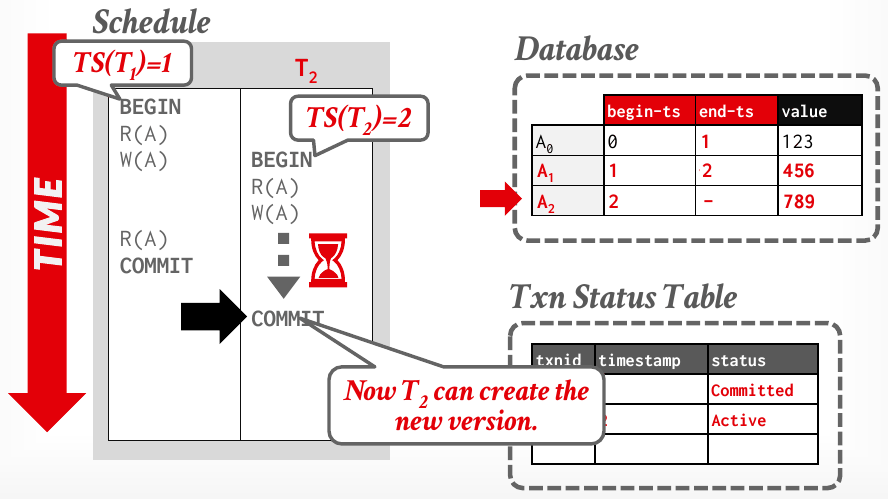 Schedule
TS(T1)=1
T2
BEGIN
R(A)
W(A)
R(A)
COMMIT
TS(T2)=2
BEGIN
R(A)
W(A)
COMMIT
TIME
Now T2 can create the
new version.
Database
begin-ts end-ts value
A0 0 1 123
A1 1 2 456
A2 2 - 789
Txn Status Table
txnid timestamp status
Committed
Active